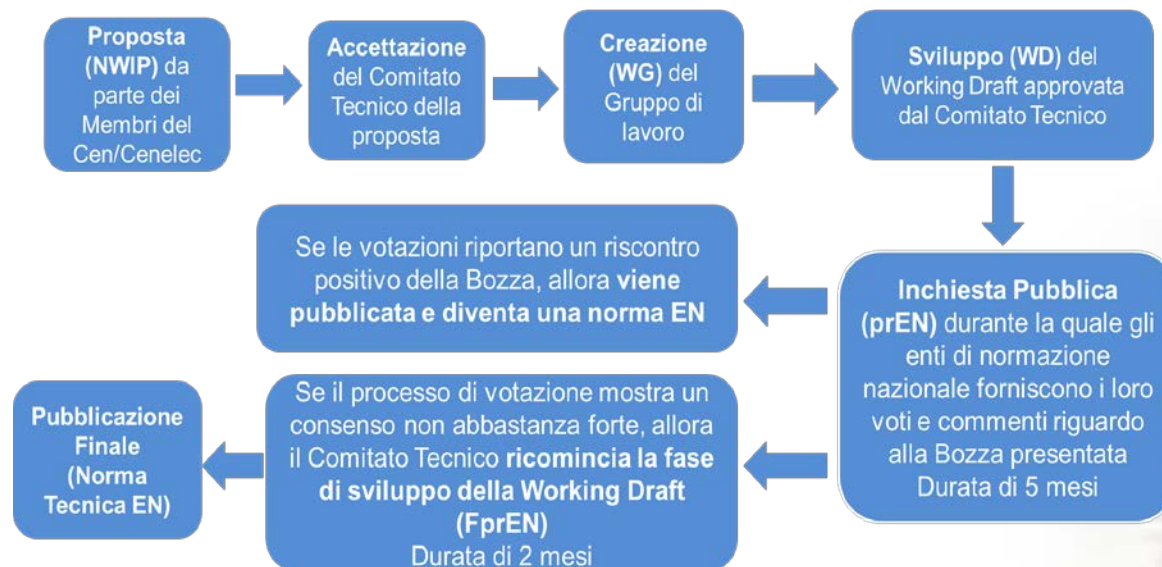 Proposta
(NWIP) da
parte dei
Membri del
Cen/Cenelec
Accettazione
del Comitato
Tecnico della
proposta
Creazione
(WG) del
Gruppo di
lavoro
Sviluppo (WD) del
Working Draft approvata
dal Comitato Tecnico
Inchiesta Pubblica
(prEN) durante la quale gli
enti di normazione
nazionale forniscono i loro
voti e commenti riguardo
alla Bozza presentata
Durata di 5 mesi
Se le votazioni riportano un riscontro
positivo della Bozza, allora viene
pubblicata e diventa una norma EN
Se il processo di votazione mostra un
consenso non abbastanza forte, allora
il Comitato Tecnico ricomincia la fase
di sviluppo della Working Draft
(FprEN)
Durata di 2 mesi
Pubblicazione
Finale
(Norma
Tecnica EN)